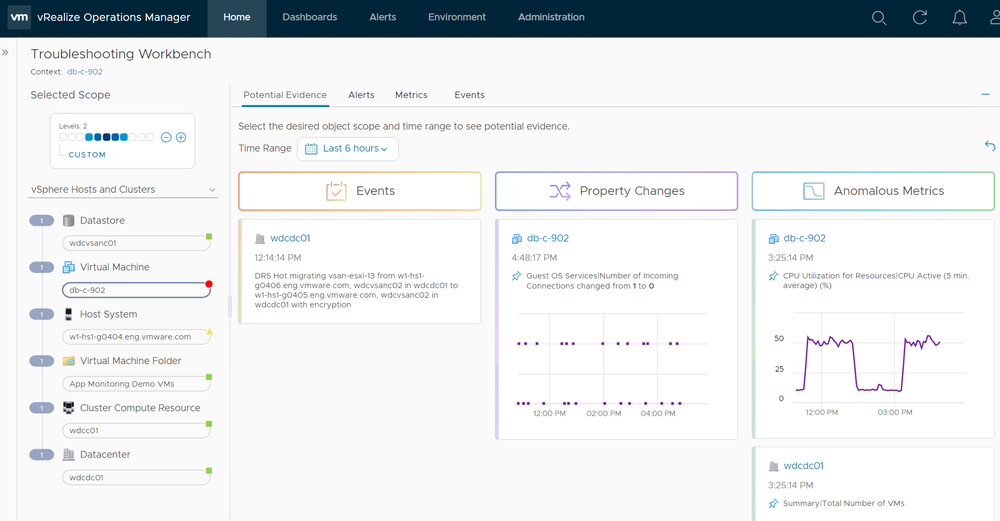 vm vRealize Operations Manager Home Dashboards Alerts Environment Administration
Troubleshooting Workbench
Context: db-c-902
Selected Scope
Levels: 2
CUSTOM
vSphere Hosts and Clusters
1 Datastore
wdcvsanc01
1 Virtual Machine
db-c-902
1 Host System
w1-hs1-g0404.eng.vmware.com
1 Virtual Machine Folder
App Monitoring Demo VMs
1 Cluster Compute Resource
wdcc01
1 Datacenter
wdcdc01
Potential Evidence Alerts Metrics Events
Select the desired object scope and time range to see potential evidence.
Time Range Last 6 hours
Events
wdcdc01
12:14:14 PM
DRS Hot migrating vsan-esxi-13 from w1-hs1-
g0406.eng.vmware.com, wdcvsanc02 in wdcdc01 to
w1-hs1-g0405.eng.vmware.com, wdcvsanc02 in
wdcdc01 with encryption
Property Changes
db-c-902
4:48:17 PM
Guest OS Services|Number of Incoming
Connections changed from 1 to 0
12:00 PM 02:00 PM 04:00 PM
Anomalous Metrics
db-c-902
3:25:14 PM
CPU Utilization for Resources|CPU Active (5 min.
average) (%)
50
25
0
12:00 PM 03:00 PM
wdcdc01
3:25:14 PM
Summary|Total Number of VMs